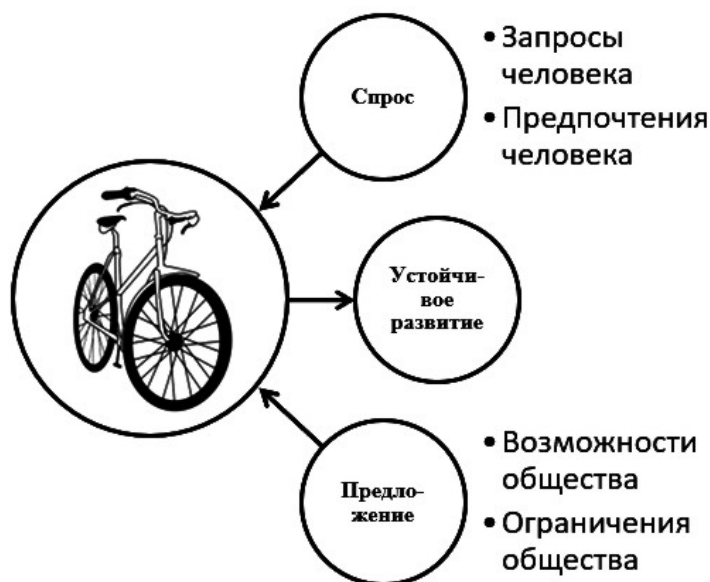 Спрос
• Запросы
человека
• Предпочтения
человека
Устойчи-
вое
развитие
Предло-
жение
• Возможности
общества
• Ограничения
общества